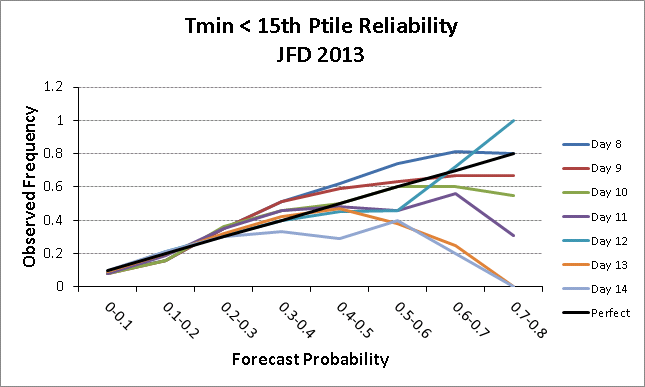 Tmin < 15th Ptile Reliability
JFD 2013
Observed Frequency
1.2
1
0.8
0.6
0.4
0.2
0
0-0.1
0.1-0.2
0.2-0.3
0.3-0.4
0.4-0.5
0.5-0.6
0.6-0.7
0.7-0.8
Forecast Probability
Day 8
Day 9
Day 10
Day 11
Day 12
Day 13
Day 14
Perfect